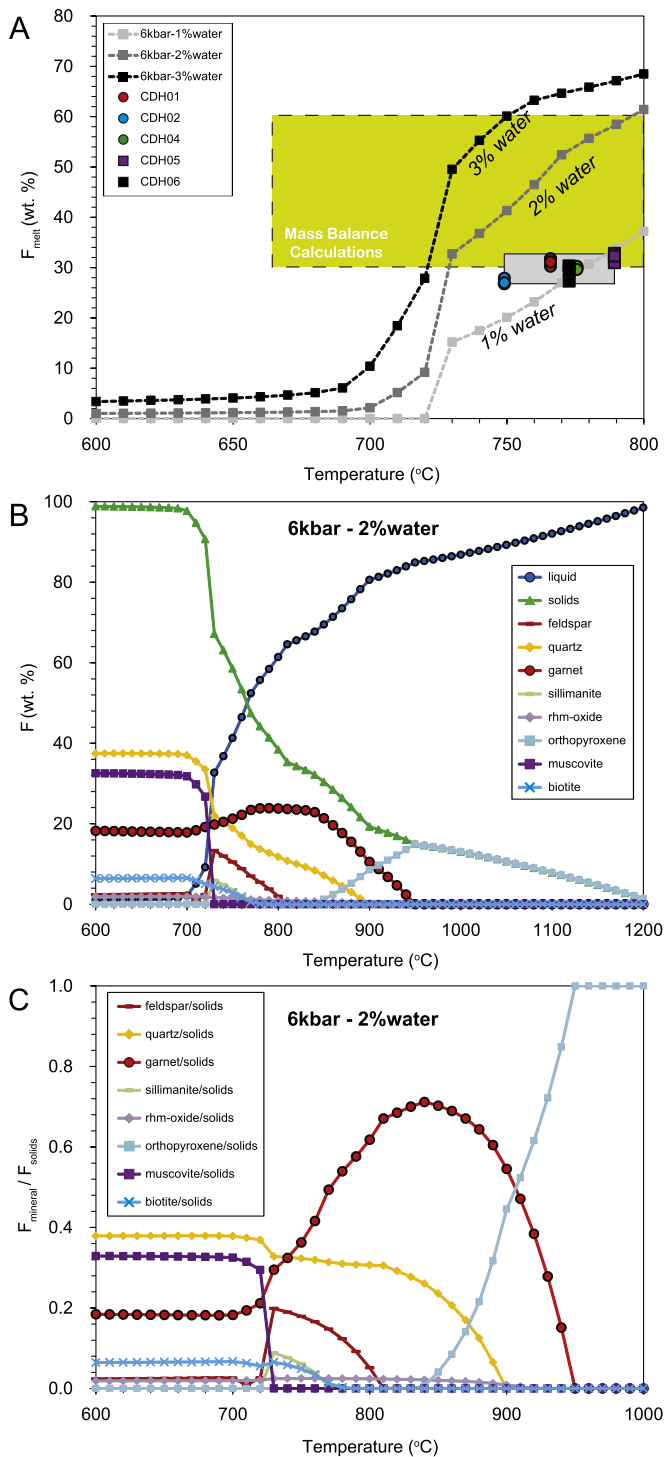 A
80
70
60
50
40
30
20
10
0
F melt (wt. %)
6kbar-1%water
6kbar-2%water
6kbar-3%water
CDH01
CDH02
CDH04
CDH05
CDH06
3% water
2% water
1% water
Mass Balance
Calculations
600 650 700 750 800
Temperature (°C)
B
6kbar - 2%water
100
80
60
40
20
0
F (wt. %)
liquid
solids
feldspar
quartz
garnet
sillimanite
rhm-oxide
orthopyroxene
muscovite
biotite
600 700 800 900 1000 1100 1200
Temperature (°C)
C
6kbar - 2%water
1.0
0.8
0.6
0.4
0.2
0.0
F mineral / F solids
feldspar/solids
quartz/solids
garnet/solids
sillimanite/solids
rhm-oxide/solids
orthopyroxene/solids
muscovite/solids
biotite/solids
600 700 800 900 1000
Temperature (°C)